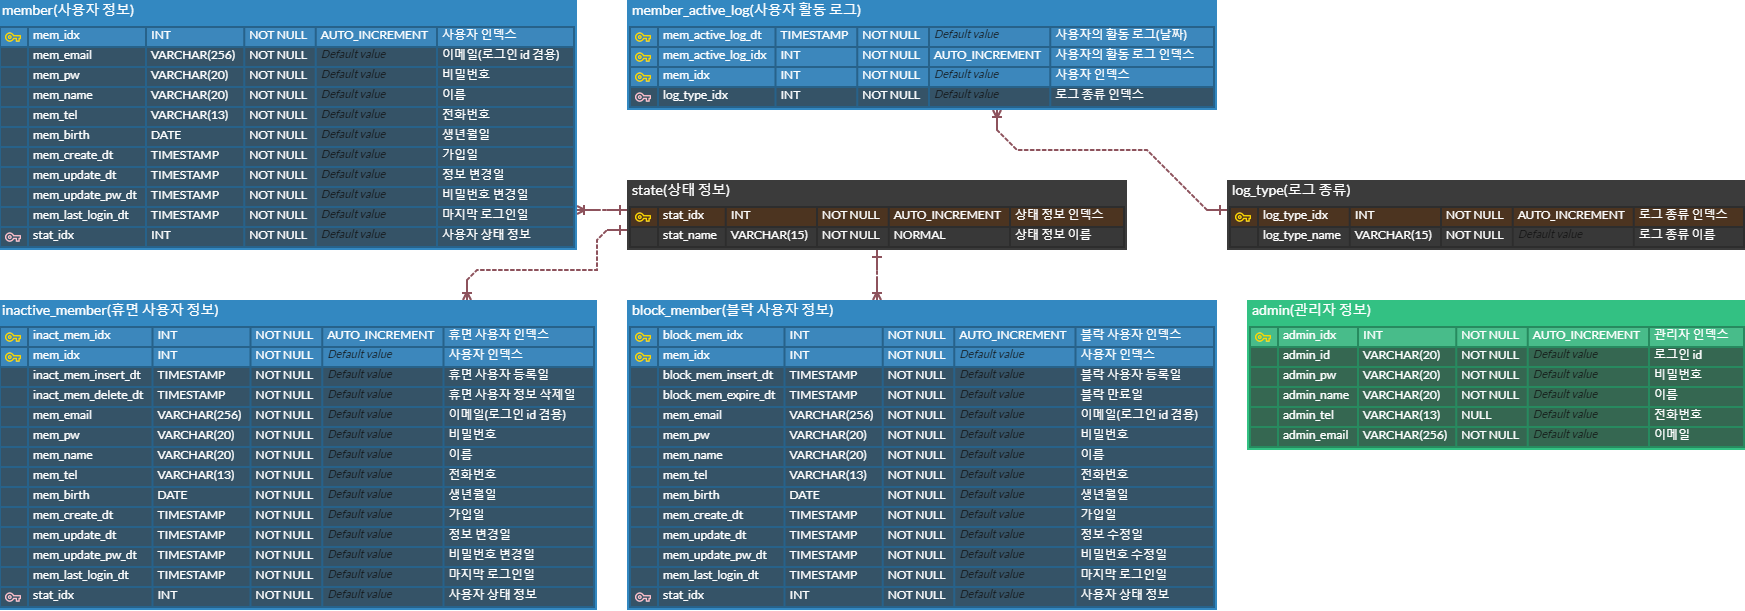 member(사용자 정보)
mem_idx INT NOT NULL AUTO_INCREMENT 사용자 인덱스
mem_email VARCHAR(256) NOT NULL Default value 이메일(로그인 id 겸용)
mem_pw VARCHAR(20) NOT NULL Default value 비밀번호
mem_name VARCHAR(20) NOT NULL Default value 이름
mem_tel VARCHAR(13) NOT NULL Default value 전화번호
mem_birth DATE NOT NULL Default value 생년월일
mem_create_dt TIMESTAMP NOT NULL Default value 가입일
mem_update_dt TIMESTAMP NOT NULL Default value 정보 변경일
mem_update_pw_dt TIMESTAMP NOT NULL Default value 비밀번호 변경일
mem_last_login_dt TIMESTAMP NOT NULL Default value 마지막 로그인일
stat_idx INT NOT NULL Default value 사용자 상태 정보
member_active_log(사용자 활동 로그)
mem_active_log_dt TIMESTAMP NOT NULL Default value 사용자의 활동 로그(날짜)
mem_active_log_idx INT NOT NULL AUTO_INCREMENT 사용자의 활동 로그 인덱스
mem_idx INT NOT NULL Default value 사용자 인덱스
log_type_idx INT NOT NULL Default value 로그 종류 인덱스
state(상태 정보)
stat_idx INT NOT NULL AUTO_INCREMENT 상태 정보 인덱스
stat_name VARCHAR(15) NOT NULL NORMAL 상태 정보 이름
log_type(로그 종류)
log_type_idx INT NOT NULL AUTO_INCREMENT 로그 종류 인덱스
log_type_name VARCHAR(15) NOT NULL Default value 로그 종류 이름
inactive_member(휴면 사용자 정보)
inact_mem_idx INT NOT NULL AUTO_INCREMENT 휴면 사용자 인덱스
mem_idx INT NOT NULL Default value 사용자 인덱스
inact_mem_insert_dt TIMESTAMP NOT NULL Default value 휴면 사용자 등록일
inact_mem_delete_dt TIMESTAMP NOT NULL Default value 휴면 사용자 정보 삭제일
mem_email VARCHAR(256) NOT NULL Default value 이메일(로그인 id 겸용)
mem_pw VARCHAR(20) NOT NULL Default value 비밀번호
mem_name VARCHAR(20) NOT NULL Default value 이름
mem_tel VARCHAR(13) NOT NULL Default value 전화번호
mem_birth DATE NOT NULL Default value 생년월일
mem_create_dt TIMESTAMP NOT NULL Default value 가입일
mem_update_dt TIMESTAMP NOT NULL Default value 정보 변경일
mem_update_pw_dt TIMESTAMP NOT NULL Default value 비밀번호 변경일
mem_last_login_dt TIMESTAMP NOT NULL Default value 마지막 로그인일
stat_idx INT NOT NULL Default value 사용자 상태 정보
block_member(블락 사용자 정보)
block_mem_idx INT NOT NULL AUTO_INCREMENT 블락 사용자 인덱스
mem_idx INT NOT NULL Default value 사용자 인덱스
block_mem_insert_dt TIMESTAMP NOT NULL Default value 블락 사용자 등록일
block_mem_expire_dt TIMESTAMP NOT NULL Default value 블락 만료일
mem_email VARCHAR(256) NOT NULL Default value 이메일(로그인 id 겸용)
mem_pw VARCHAR(20) NOT NULL Default value 비밀번호
mem_name VARCHAR(20) NOT NULL Default value 이름
mem_tel VARCHAR(13) NOT NULL Default value 전화번호
mem_birth DATE NOT NULL Default value 생년월일
mem_create_dt TIMESTAMP NOT NULL Default value 가입일
mem_update_dt TIMESTAMP NOT NULL Default value 정보 수정일
mem_update_pw_dt TIMESTAMP NOT NULL Default value 비밀번호 수정일
mem_last_login_dt TIMESTAMP NOT NULL Default value 마지막 로그인일
stat_idx INT NOT NULL Default value 사용자 상태 정보
admin(관리자 정보)
admin_idx INT NOT NULL AUTO_INCREMENT 관리자 인덱스
admin_id VARCHAR(20) NOT NULL Default value 로그인 id
admin_pw VARCHAR(20) NOT NULL Default value 비밀번호
admin_name VARCHAR(20) NOT NULL Default value 이름
admin_tel VARCHAR(13) NULL Default value 전화번호
admin_email VARCHAR(256) NOT NULL Default value 이메일